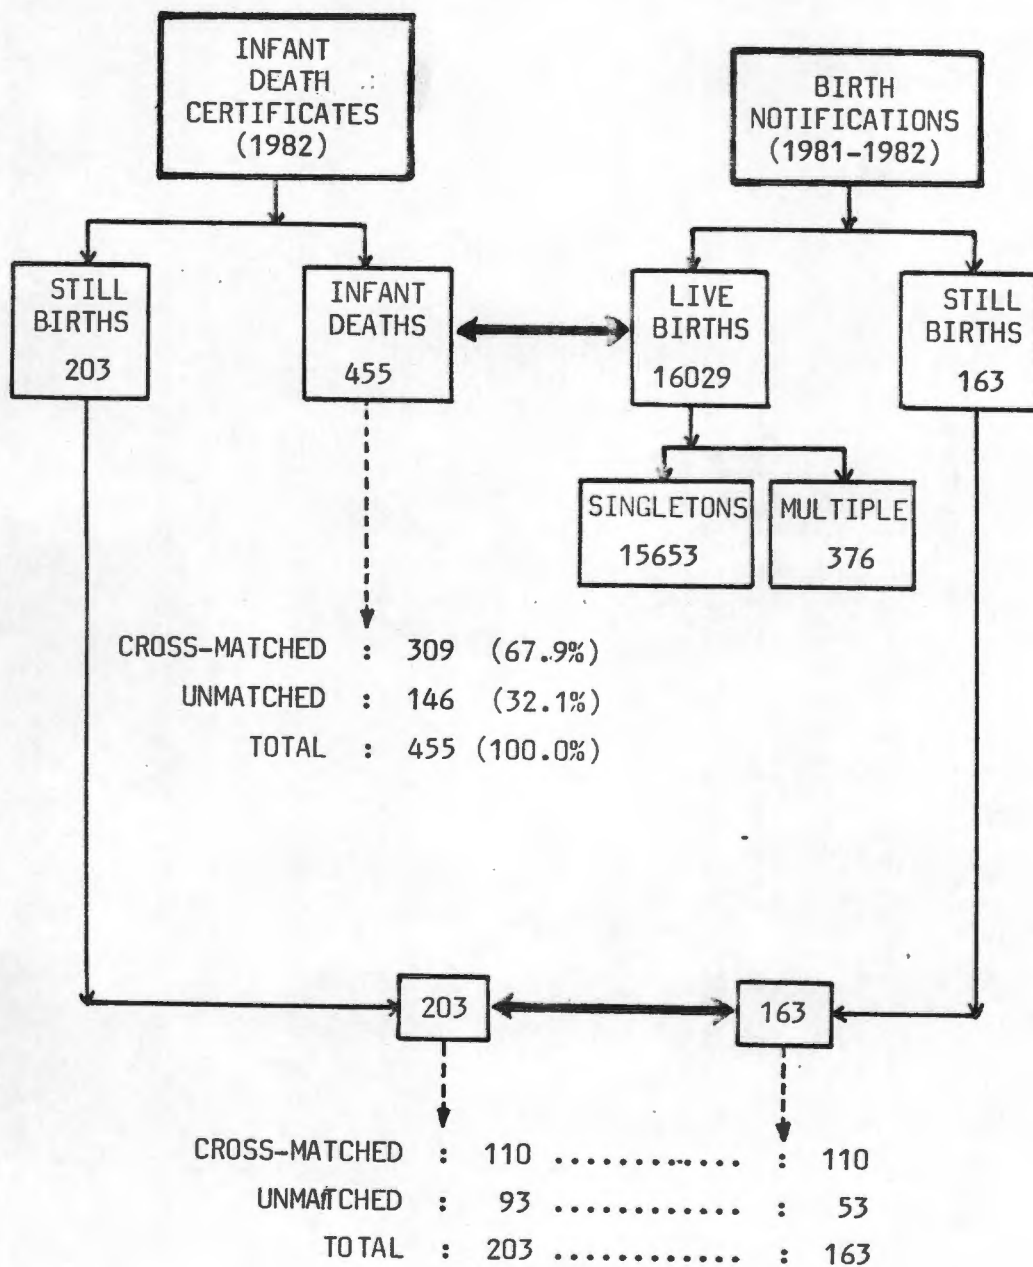 INFANT
DEATH
CERTIFICATES
(1982)
BIRTH
NOTIFICATIONS
(1981-1982)
STILL
BIRTHS
203
INFANT
DEATHS
455
LIVE
BIRTHS
16029
STILL
BIRTHS
163
SINGLETONS
15653
MULTIPLE
376
CROSS-MATCHED : 309 (67.9%)
UNMATCHED : 146 (32.1%)
TOTAL : 455 (100.0%)
203
163
CROSS-MATCHED : 110 ............ : 110
UNMATCHED : 93 ............ : 53
TOTAL : 203 ............ : 163